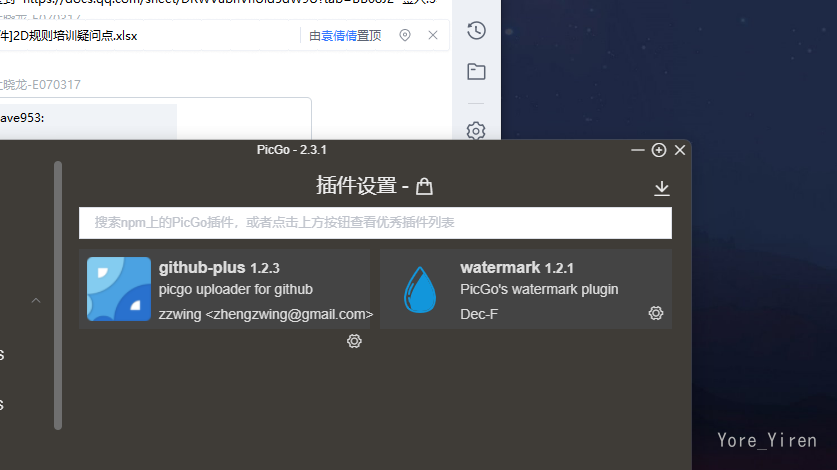 件]2D规则培训疑问点.xlsx
由袁倩倩置顶
晓龙-E070317
ave953:
PicGo - 2.3.1
插件设置 -
搜索npm上的PicGo插件，或者点击上方按钮查看优秀插件列表
github-plus 1.2.3
picgo uploader for github
zzwing <zhengzwing@gmail.com>
watermark 1.2.1
PicGo's watermark plugin
Dec-F
s
s
Yore_Yiren